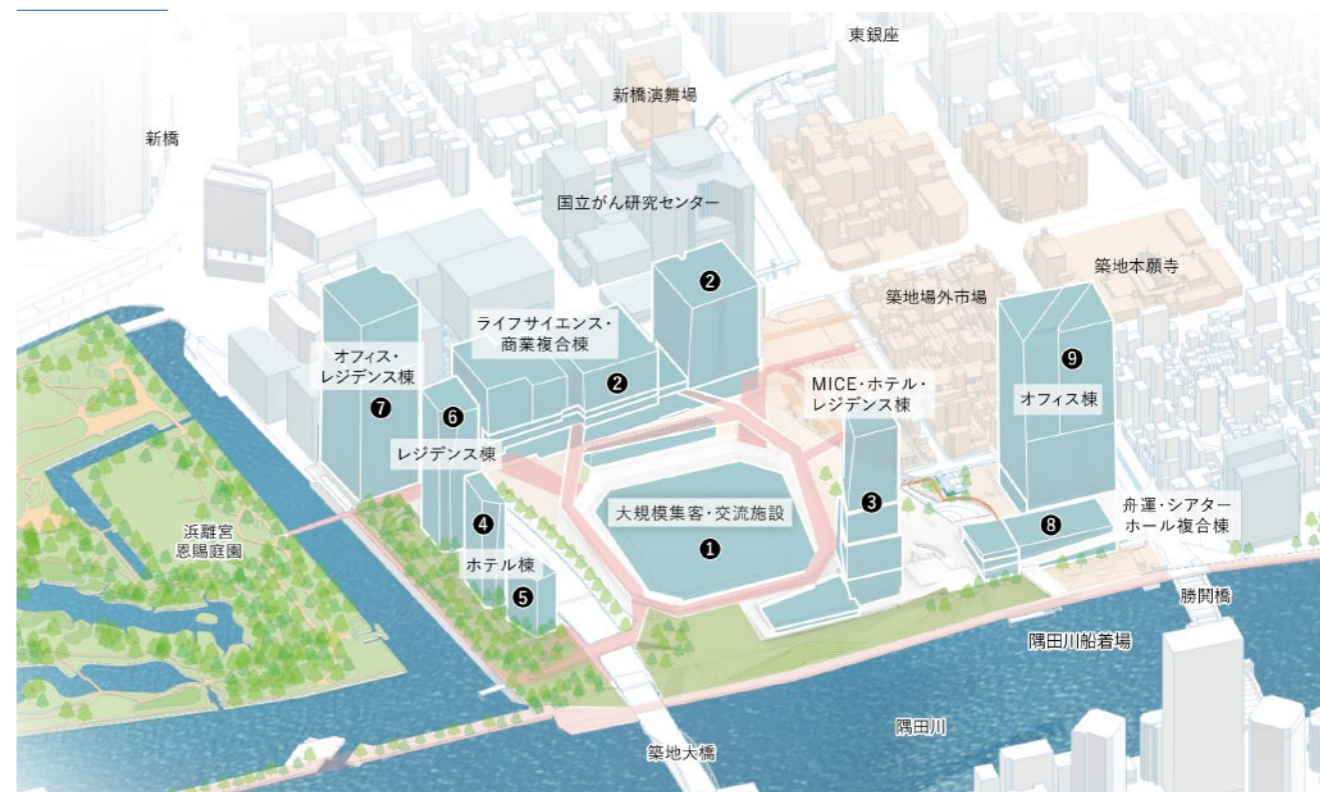 東銀座
新橋演舞場
新橋
国立がん研究センター
築地本願寺
❷
築地場外市場
ライフサイエンス・
商業複合棟
❷
オフィス・
レジデンス棟
❼
❾
オフィス棟
MICE・ホテル・
レジデンス棟
❻
レジデンス棟
❸
大規模集客・交流施設
❶
❹
ホテル棟
❺
舟運・シアター
ホール複合棟
❽
浜離宮
恩賜庭園
勝鬨橋
隅田川船着場
隅田川
築地大橋